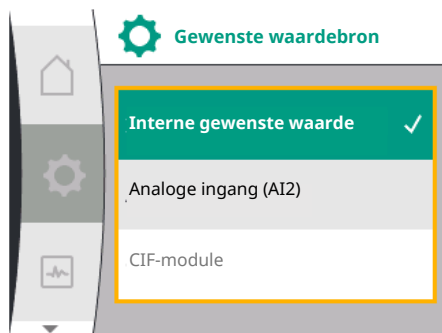 Gewenste waardebron
Interne gewenste waarde
Analoge ingang (AI2)
CIF-module